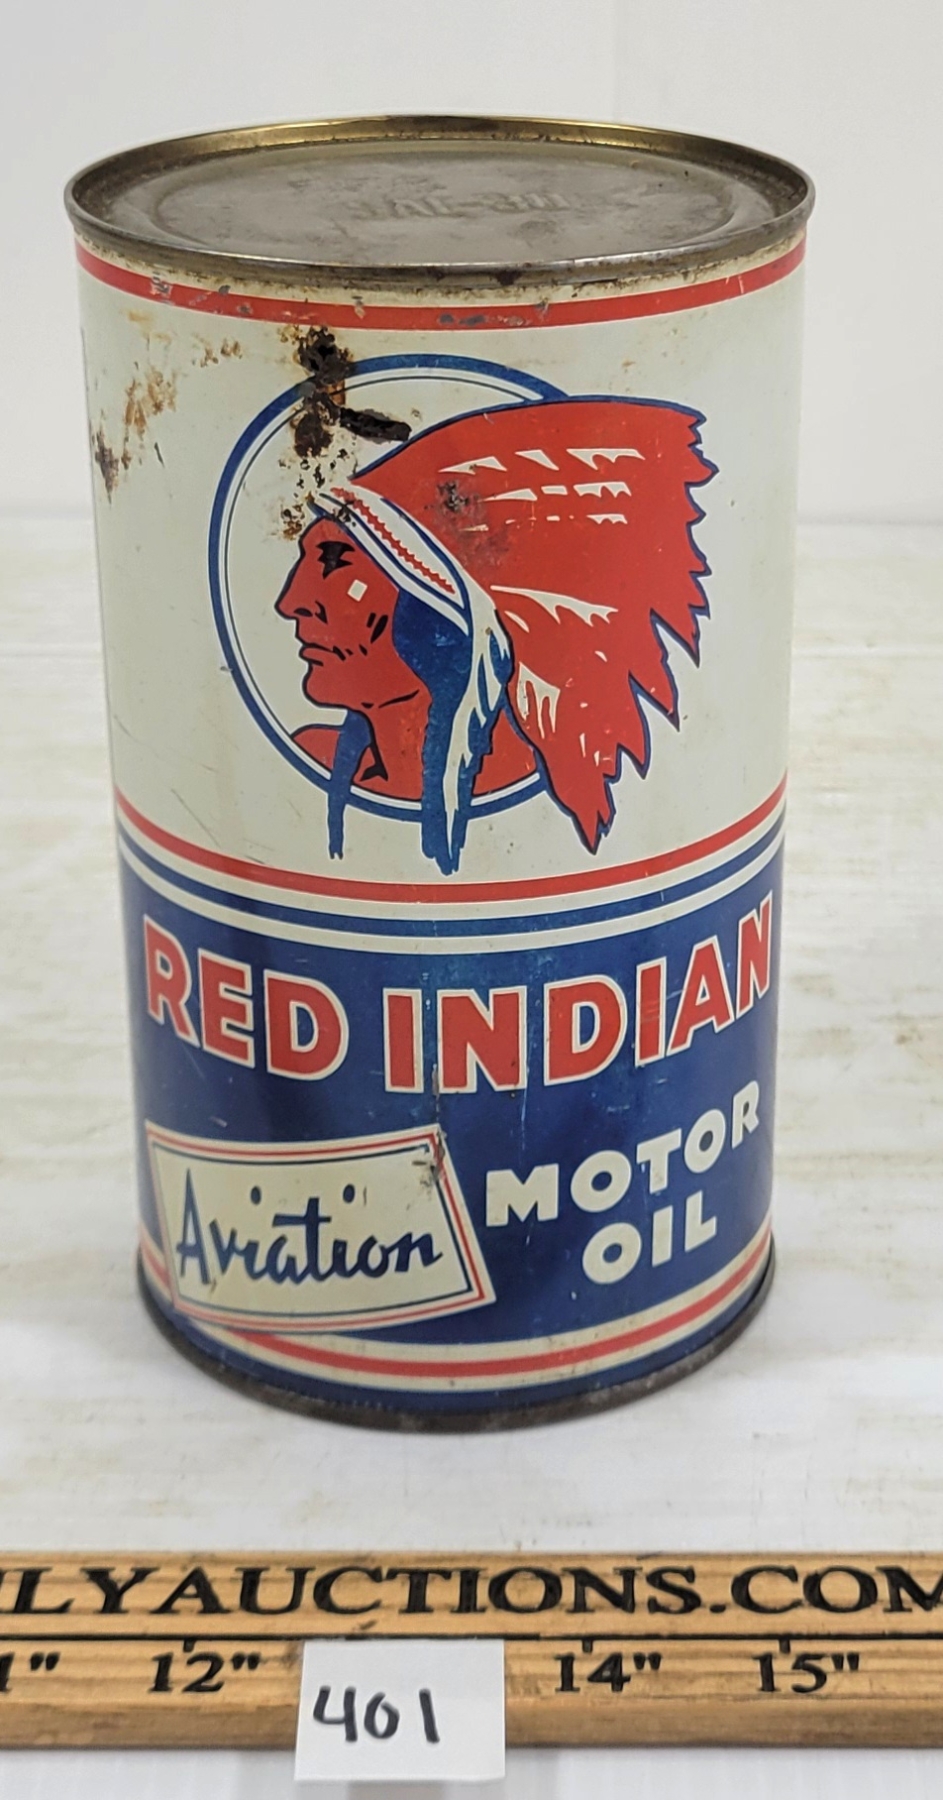 RED INDIAN
Aviation
MOTOR
OIL
LYAUCTIONS.COM
12" 14" 15"
401